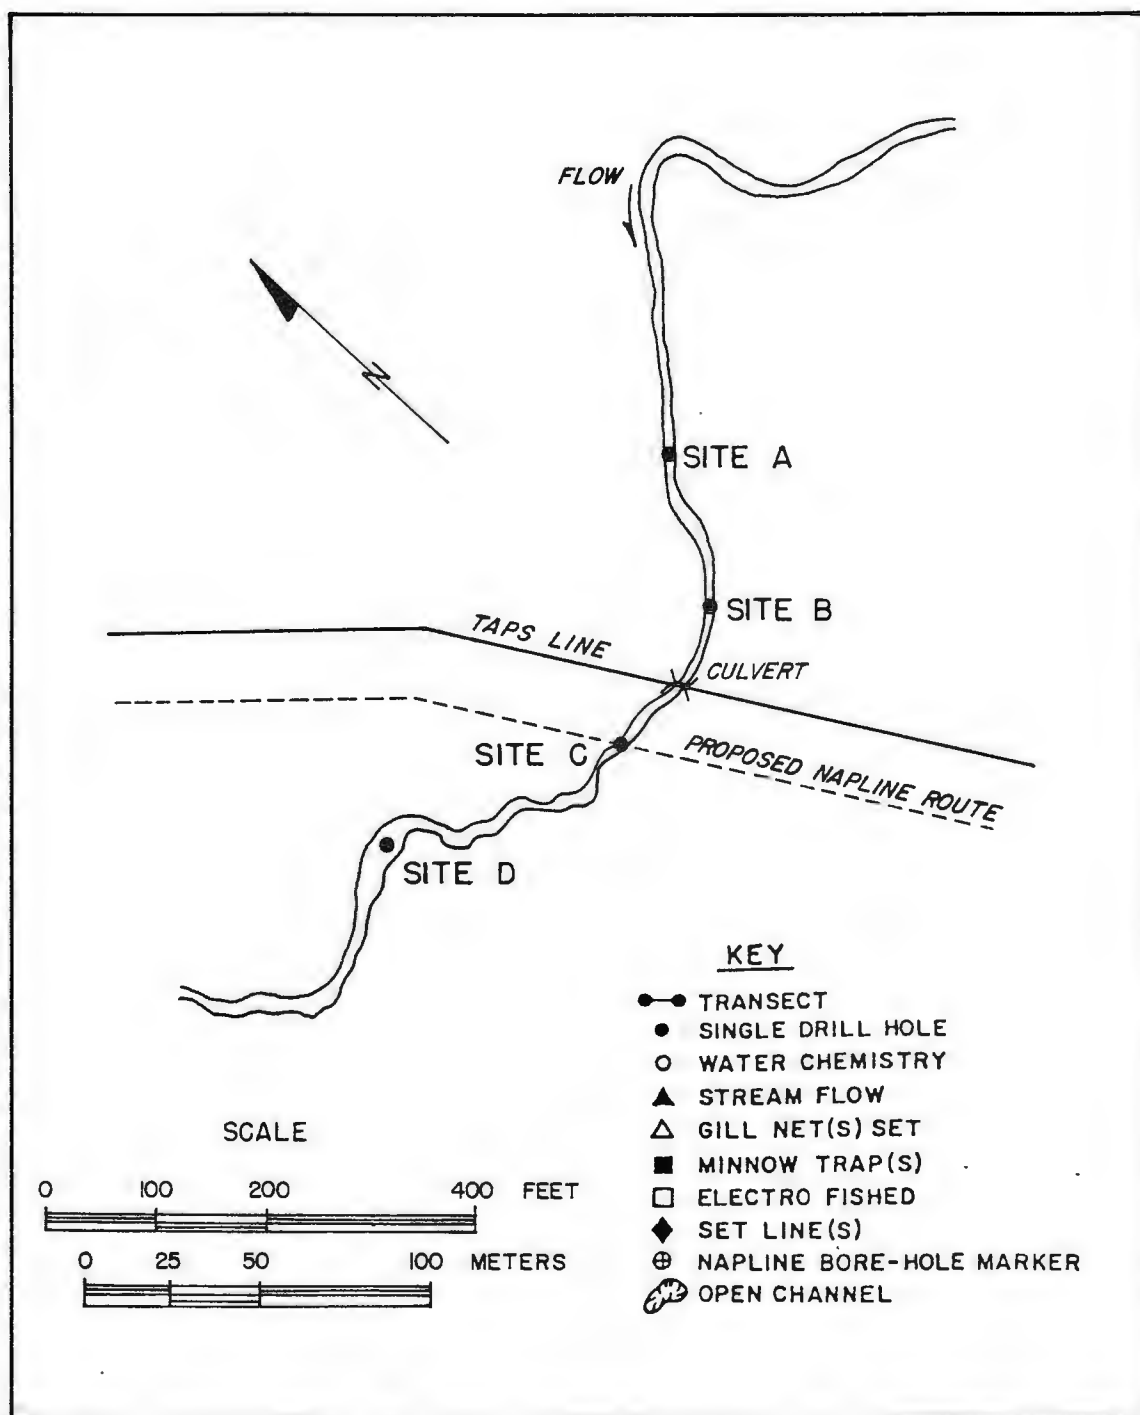 FLOW
N
SITE A
SITE B
TAPS LINE
CULVERT
SITE C
PROPOSED NAPLINE ROUTE
SITE D
KEY
TRANSECT
SINGLE DRILL HOLE
WATER CHEMISTRY
STREAM FLOW
GILL NET(S) SET
MINNOW TRAP(S)
ELECTRO FISHED
SET LINE(S)
NAPLINE BORE-HOLE MARKER
OPEN CHANNEL
SCALE
0 100 200 400 FEET
0 25 50 100 METERS